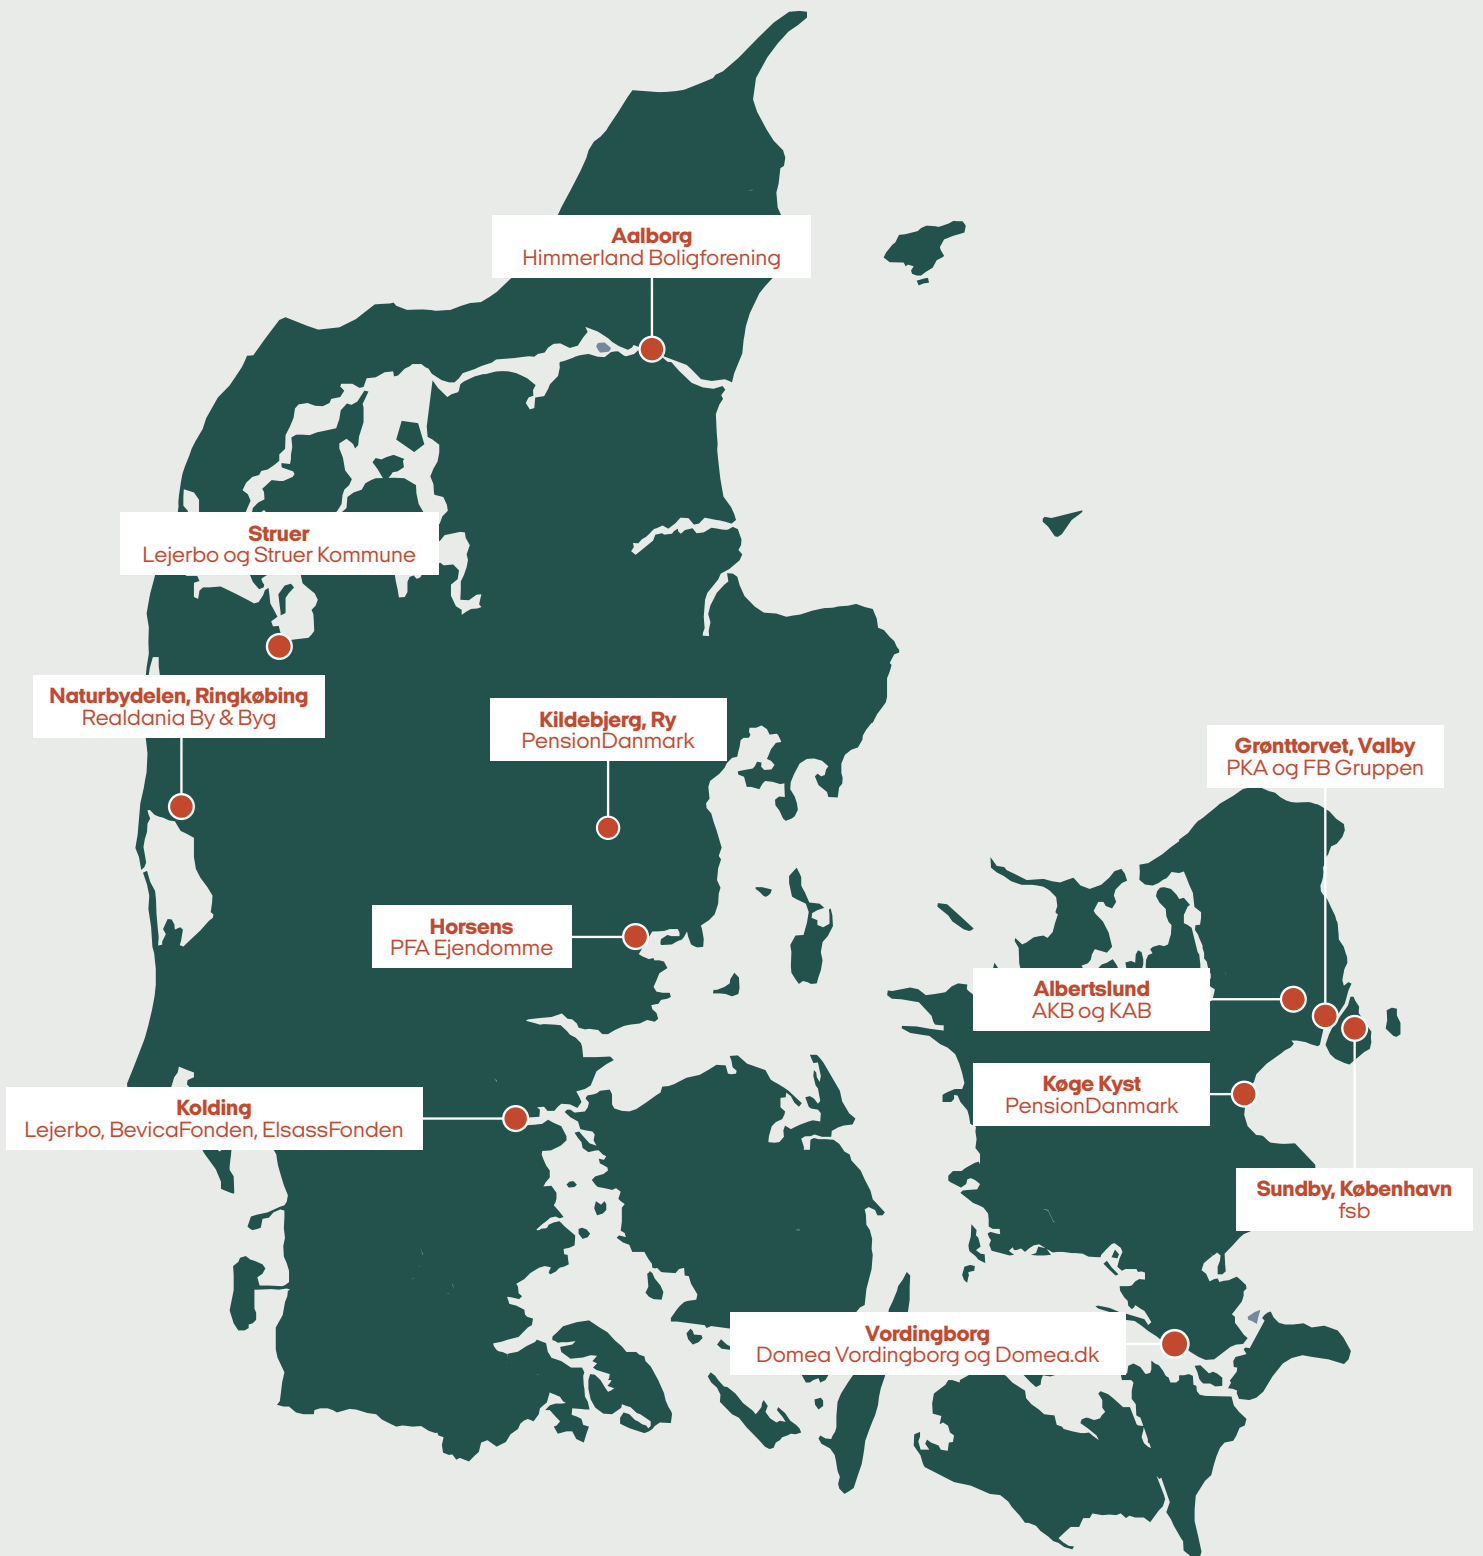 Aalborg
Himmerland Boligforening
Struer
Lejerbo og Struer Kommune
Naturbydelen, Ringkøbing
Realdania By & Byg
Kildebjerg, Ry
PensionDanmark
Grønttorvet, Valby
PKA og FB Gruppen
Horsens
PFA Ejendomme
Albertslund
AKB og KAB
Køge Kyst
PensionDanmark
Kolding
Lejerbo, BevicaFonden, ElsassFonden
Sundby, København
fsb
Vordingborg
Domea Vordingborg og Domea.dk